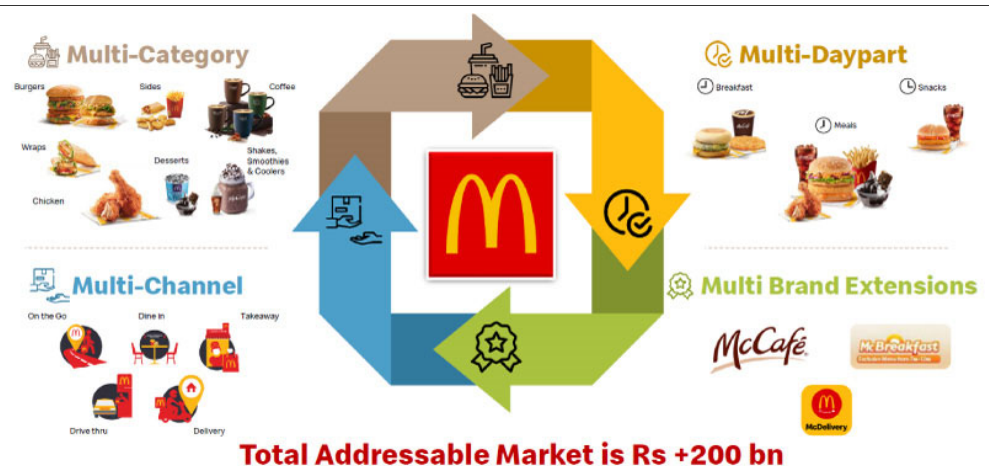 Multi-Category
Burgers
Sides
Coffee
Wraps
Desserts
Shakes,
Smoothies
& Coolers
Chicken
Multi-Daypart
Breakfast
Snacks
Meals
Multi-Channel
On the Go
Dine in
Takeaway
Drive thru
Delivery
Multi Brand Extensions
McCafé
McBreakfast
McDelivery
Total Addressable Market is Rs +200 bn